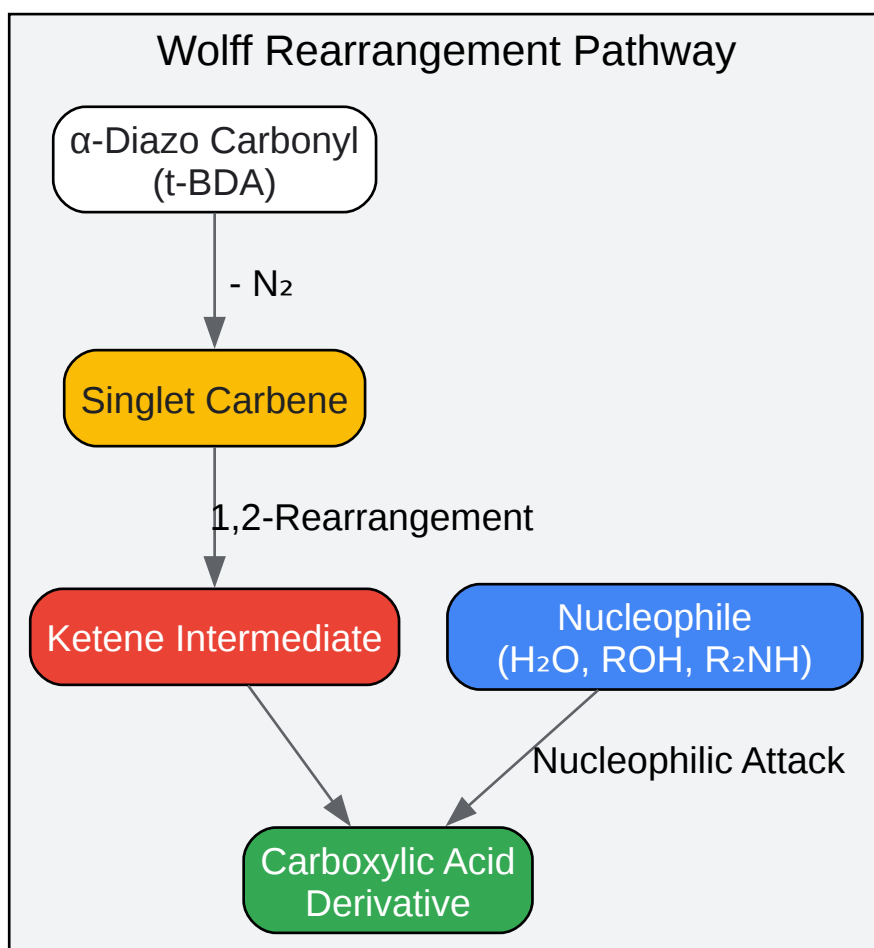 Wolff Rearrangement Pathway
α-Diazo Carbonyl
(t-BDA)
- N₂
Singlet Carbene
1,2-Rearrangement
Ketene Intermediate
Nucleophile
(H₂O, ROH, R₂NH)
Nucleophilic Attack
Carboxylic Acid
Derivative